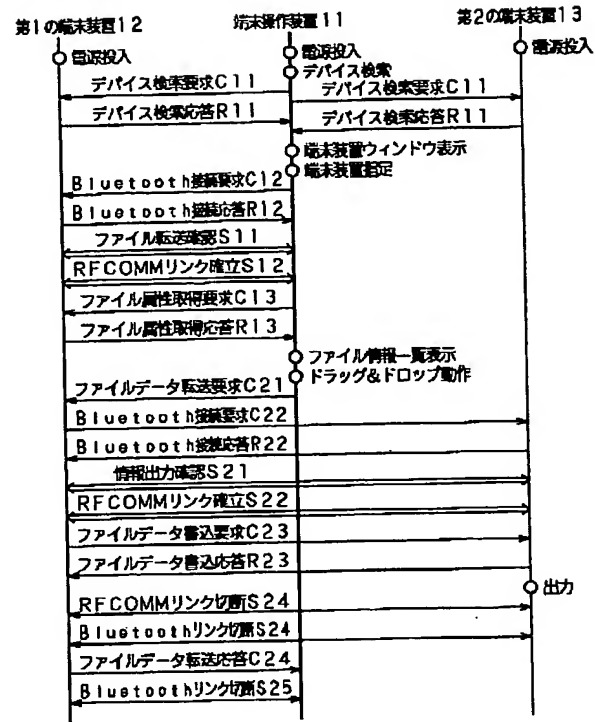 第1の端末装置12
端末操作装置11
第2の端末装置13
電源投入
電源投入
電源投入
デバイス検索
デバイス検索要求C11
デバイス検索要求C11
デバイス検索応答R11
デバイス検索応答R11
端末装置ウィンドウ表示
端末装置指定
Bluetooth接続要求C12
Bluetooth接続応答R12
ファイル転送確認S11
RFCOMMリンク確立S12
ファイル属性取得要求C13
ファイル属性取得応答R13
ファイル情報一覧表示
ドラッグ&ドロップ動作
ファイルデータ転送要求C21
Bluetooth接続要求C22
Bluetooth接続応答R22
情報出力確認S21
RFCOMMリンク確立S22
ファイルデータ書込要求C23
ファイルデータ書込応答R23
出力
RFCOMMリンク切断S24
Bluetoothリンク切断S24
ファイルデータ転送応答C24
Bluetoothリンク切断S25